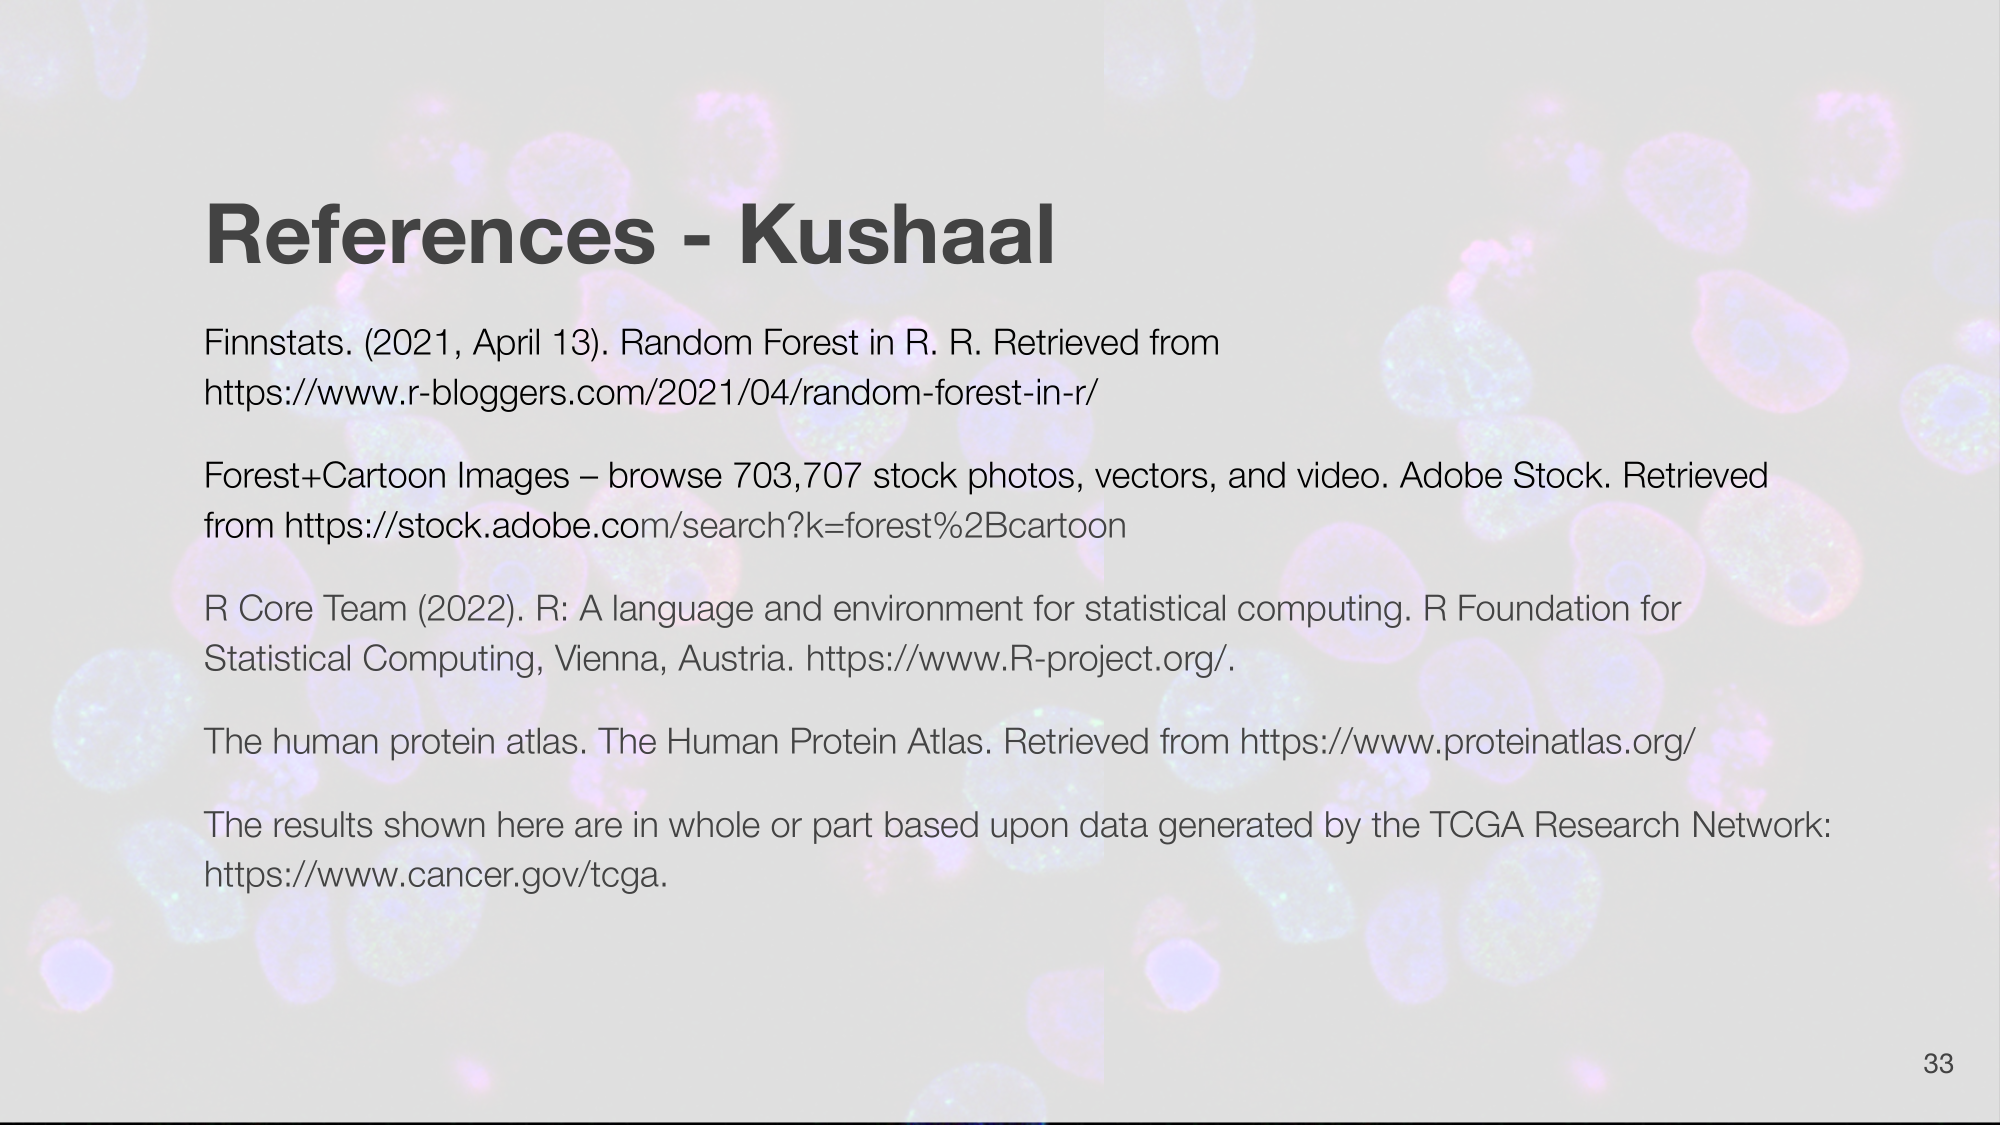 References - Kushaal
Finnstats. (2021, April 13). Random Forest in R. R. Retrieved from
https://www.r-bloggers.com/2021/04/random-forest-in-r/
Forest+Cartoon Images – browse 703,707 stock photos, vectors, and video. Adobe Stock. Retrieved
from https://stock.adobe.com/search?k=forest%2Bcartoon
R Core Team (2022). R: A language and environment for statistical computing. R Foundation for
Statistical Computing, Vienna, Austria. https://www.R-project.org/.
The human protein atlas. The Human Protein Atlas. Retrieved from https://www.proteinatlas.org/
The results shown here are in whole or part based upon data generated by the TCGA Research Network:
https://www.cancer.gov/tcga.
33